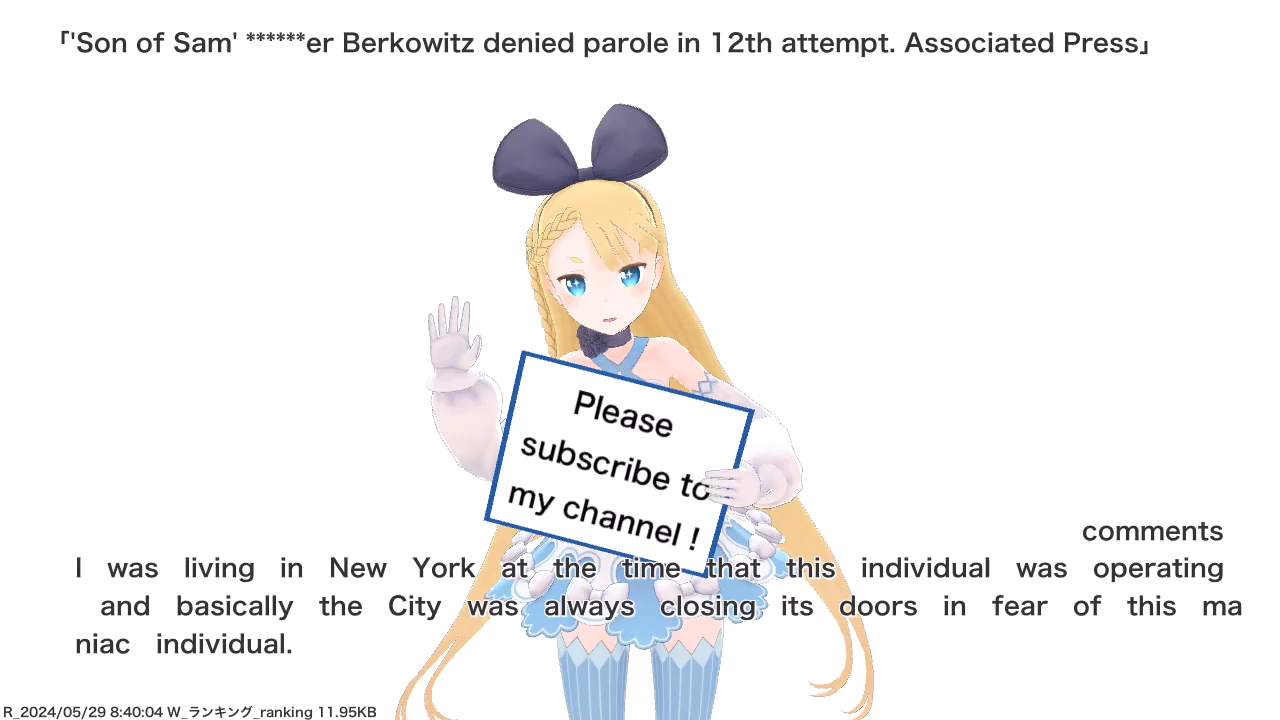 「'Son of Sam' ******er Berkowitz denied parole in 12th attempt. Associated Press」
Please
subscribe to
my channel !
comments
I was living in New York at the time that this individual was operating
and basically the City was always closing its doors in fear of this ma
niac individual.
R_2024/05/29 8:40:04 W_ランキング_ranking 11.95KB